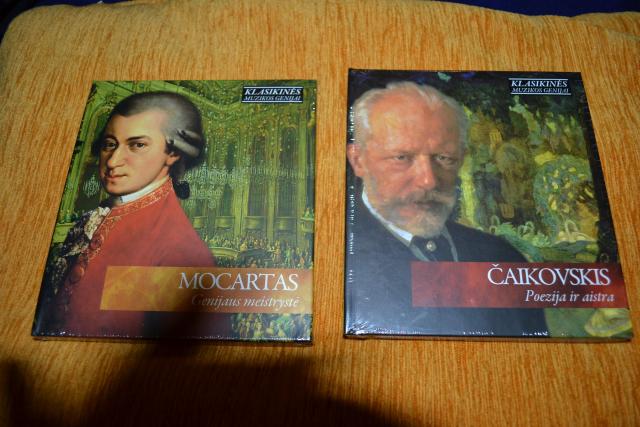 KLASIKINĖS
MUZIKOS GENIJAI
MOCARTAS
Genijaus meistrystė
KLASIKINĖS
MUZIKOS GENIJAI
ČAIKOVSKIS
Poezija ir aistra